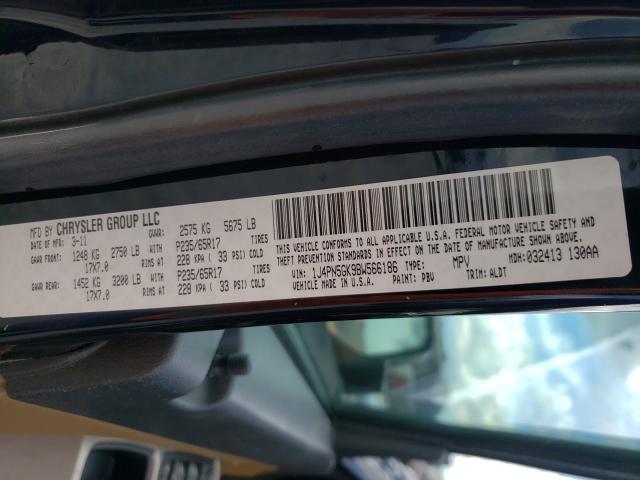 MFD BY CHRYSLER GROUP LLC
DATE OF MFR 3-11 GVWR: 2575 KG 5675 LB
GAWR FRONT: 1248 KG 2750 LB WITH P235/65R17 TIRES
17X7.0 RIMS AT 228 KPA ( 33 PSI) COLD
GAWR REAR: 1452 KG 3200 LB WITH P235/65R17 TIRES
17X7.0 RIMS AT 228 KPA ( 33 PSI) COLD
THIS VEHICLE CONFORMS TO ALL APPLICABLE U.S.A. FEDERAL MOTOR VEHICLE SAFETY, BUMPER AND
THEFT PREVENTION STANDARDS IN EFFECT ON THE DATE OF MANUFACTURE SHOWN ABOVE.
VIN: 1J4PN5GK9BW566186 TYPE: MPV MDH: 032413 130AA
VEHICLE MADE IN U.S.A. PAINT: PBV TRIM: ALDT